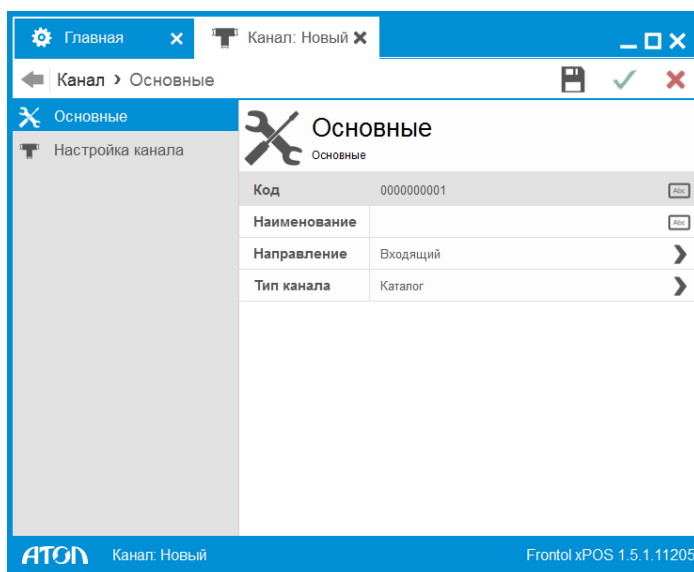 Главная
Канал: Новый
Канал › Основные
Основные
Настройка канала
Основные
Основные
Код 0000000001 Abc
Наименование Abc
Направление Входящий
Тип канала Каталог
ATOЛ Канал: Новый Frontol xPOS 1.5.1.11205